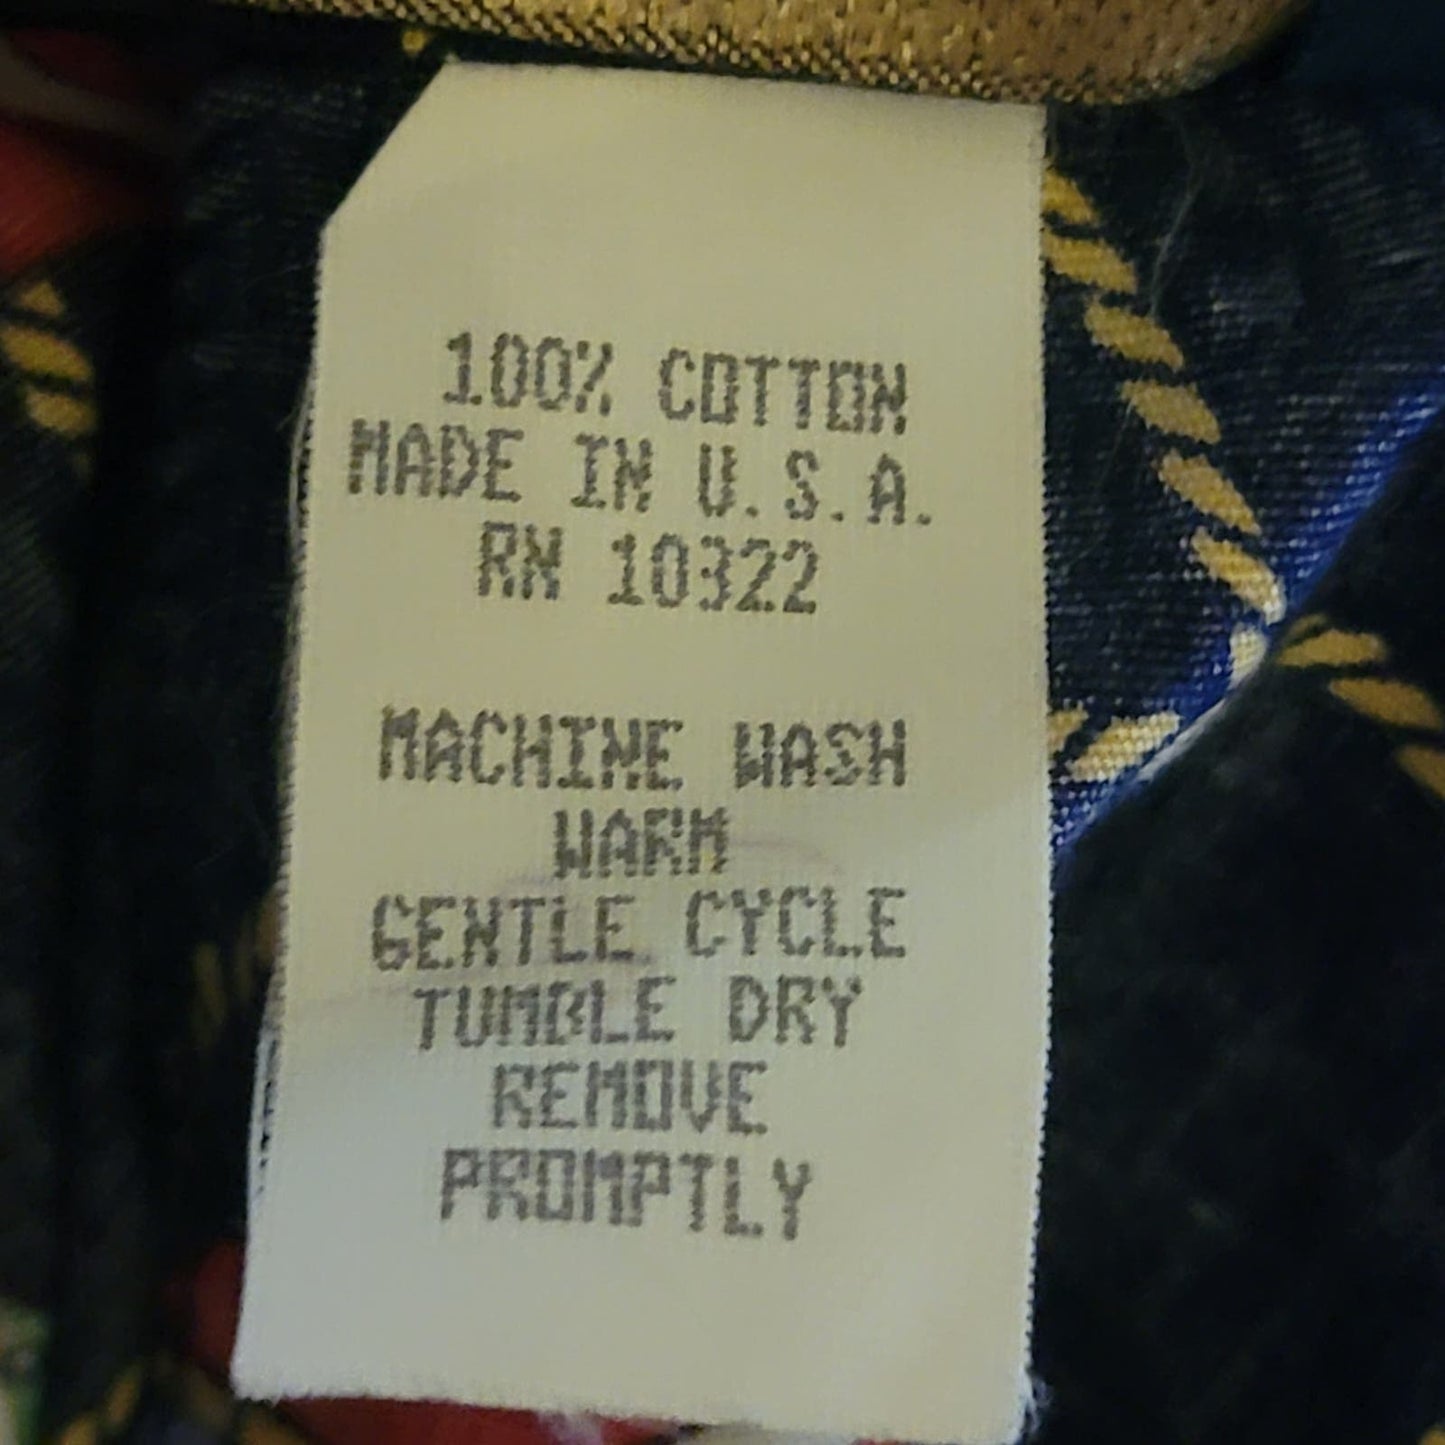 100% COTTON
MADE IN U.S.A.
RN 10322
MACHINE WASH
WARM
GENTLE CYCLE
TUMBLE DRY
REMOVE
PROMPTLY